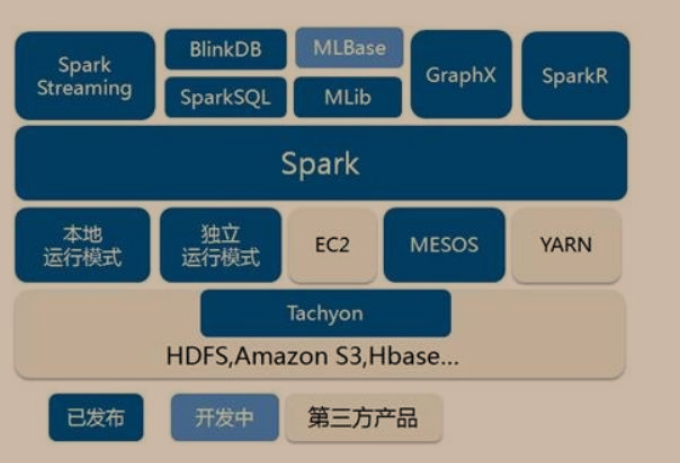 Spark
Streaming
BlinkDB
MLBase
SparkSQL
MLib
GraphX
SparkR
Spark
本地
运行模式
独立
运行模式
EC2
MESOS
YARN
Tachyon
HDFS,Amazon S3,Hbase...
已发布
开发中
第三方产品